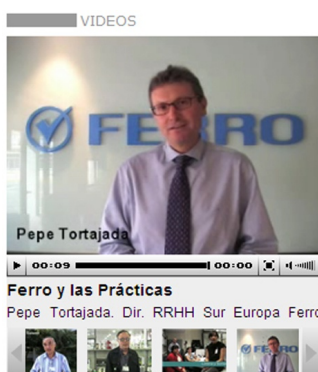 VIDEOS
FERRO
Pepe Tortajada
00:09 00:00
Ferro y las Prácticas
Pepe Tortajada. Dir. RRHH Sur Europa Ferro
FERRO